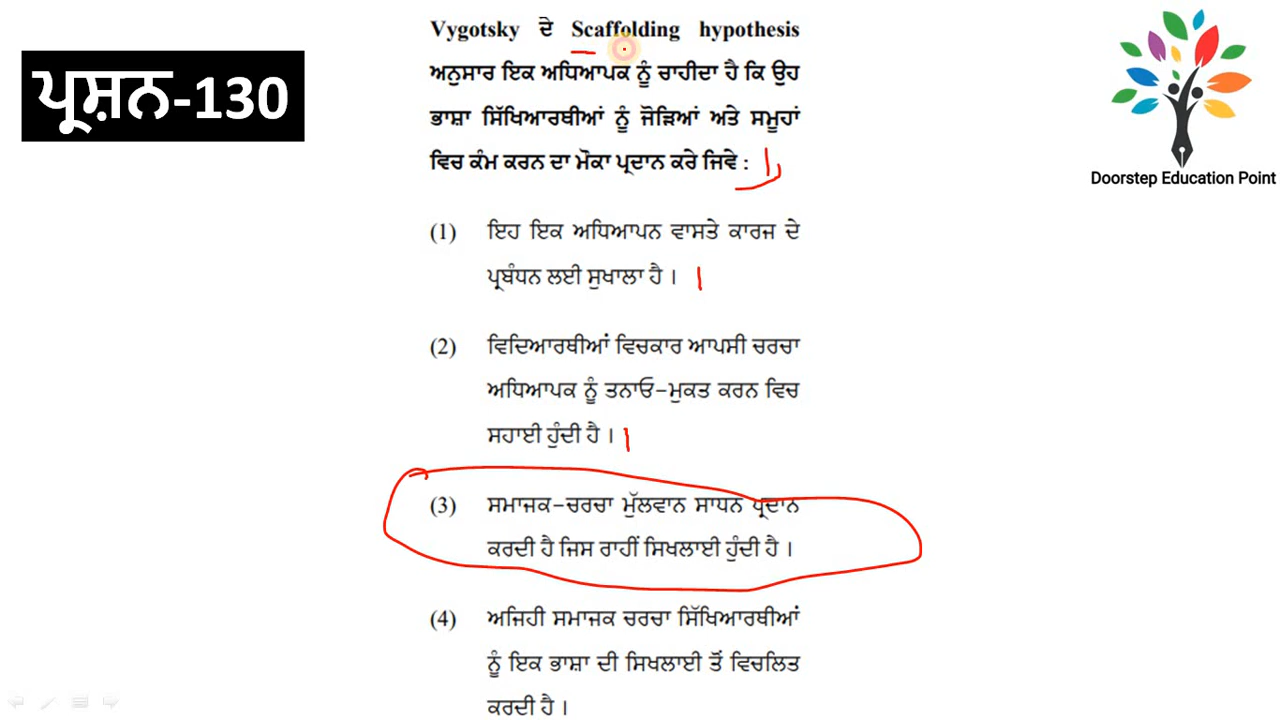 ਪ੍ਰਸ਼ਨ-130
Vygotsky ਦੇ Scaffolding hypothesis
ਅਨੁਸਾਰ ਇਕ ਅਧਿਆਪਕ ਨੂੰ ਚਾਹੀਦਾ ਹੈ ਕਿ ਉਹ
ਭਾਸ਼ਾ ਸਿੱਖਿਆਰਥੀਆਂ ਨੂੰ ਜੋੜਿਆਂ ਅਤੇ ਸਮੂਹਾਂ
ਵਿਚ ਕੰਮ ਕਰਨ ਦਾ ਮੌਕਾ ਪ੍ਰਦਾਨ ਕਰੇ ਜਿਵੇ :
(1) ਇਹ ਇਕ ਅਧਿਆਪਨ ਵਾਸਤੇ ਕਾਰਜ ਦੇ
ਪ੍ਰਬੰਧਨ ਲਈ ਸੁਖਾਲਾ ਹੈ ।
(2) ਵਿਦਿਆਰਥੀਆਂ ਵਿਚਕਾਰ ਆਪਸੀ ਚਰਚਾ
ਅਧਿਆਪਕ ਨੂੰ ਤਨਾਓ-ਮੁਕਤ ਕਰਨ ਵਿਚ
ਸਹਾਈ ਹੁੰਦੀ ਹੈ ।
(3) ਸਮਾਜਕ-ਚਰਚਾ ਮੁੱਲਵਾਨ ਸਾਧਨ ਪ੍ਰਦਾਨ
ਕਰਦੀ ਹੈ ਜਿਸ ਰਾਹੀਂ ਸਿਖਲਾਈ ਹੁੰਦੀ ਹੈ ।
(4) ਅਜਿਹੀ ਸਮਾਜਕ ਚਰਚਾ ਸਿੱਖਿਆਰਥੀਆਂ
ਨੂੰ ਇਕ ਭਾਸ਼ਾ ਦੀ ਸਿਖਲਾਈ ਤੋਂ ਵਿਚਲਿਤ
ਕਰਦੀ ਹੈ ।
Doorstep Education Point